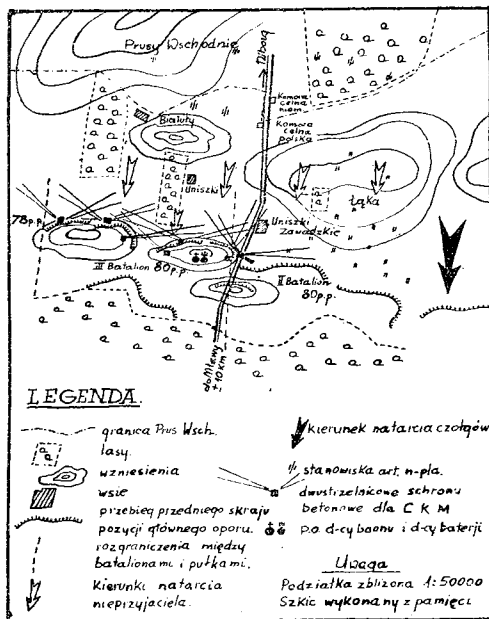 Prusy Wschodnie
Nibork
Komora
celna
niem.
Komora
celna
polska
Białuty
Uniszki
Łąka
78 p.p.
Uniszki
Zawadzkie
III Batalion 80 p.p.
II Batalion
80 p.p.
do Mławy
± 10 km
LEGENDA.
granica Prus Wsch.
lasy.
wzniesienia
wsie
przebieg przedniego skraju
pozycji głównego oporu.
rozgraniczenia między
batalionami i pułkami.
Kierunki natarcia
nieprzyjaciela.
kierunek natarcia czołgów
stanowiska art. n-pla.
dwustrzelnicowe schrony
betonowe dla C K M
p.o. d-cy baonu i d-cy baterji
Uwaga
Podziałka zbliżona 1:50000
Szkic wykonany z pamięci